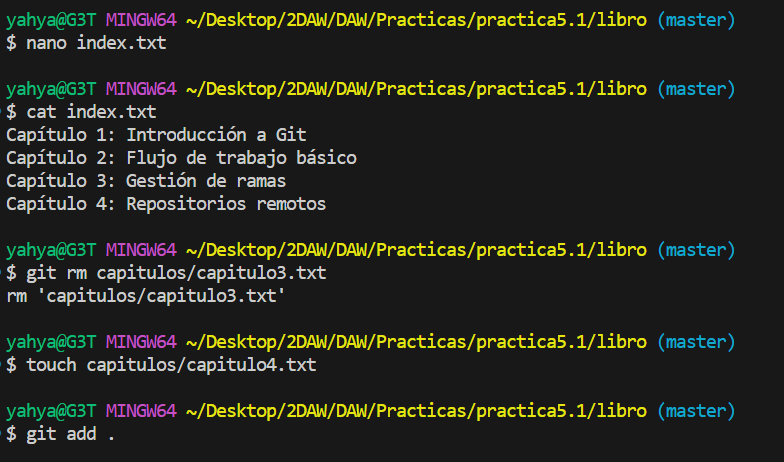 yahya@G3T MINGW64 ~/Desktop/2DAW/DAW/Practicas/practica5.1/libro (master)
$ nano index.txt
yahya@G3T MINGW64 ~/Desktop/2DAW/DAW/Practicas/practica5.1/libro (master)
$ cat index.txt
Capítulo 1: Introducción a Git
Capítulo 2: Flujo de trabajo básico
Capítulo 3: Gestión de ramas
Capítulo 4: Repositorios remotos
yahya@G3T MINGW64 ~/Desktop/2DAW/DAW/Practicas/practica5.1/libro (master)
$ git rm capitulos/capitulo3.txt
rm 'capitulos/capitulo3.txt'
yahya@G3T MINGW64 ~/Desktop/2DAW/DAW/Practicas/practica5.1/libro (master)
$ touch capitulos/capitulo4.txt
yahya@G3T MINGW64 ~/Desktop/2DAW/DAW/Practicas/practica5.1/libro (master)
$ git add .